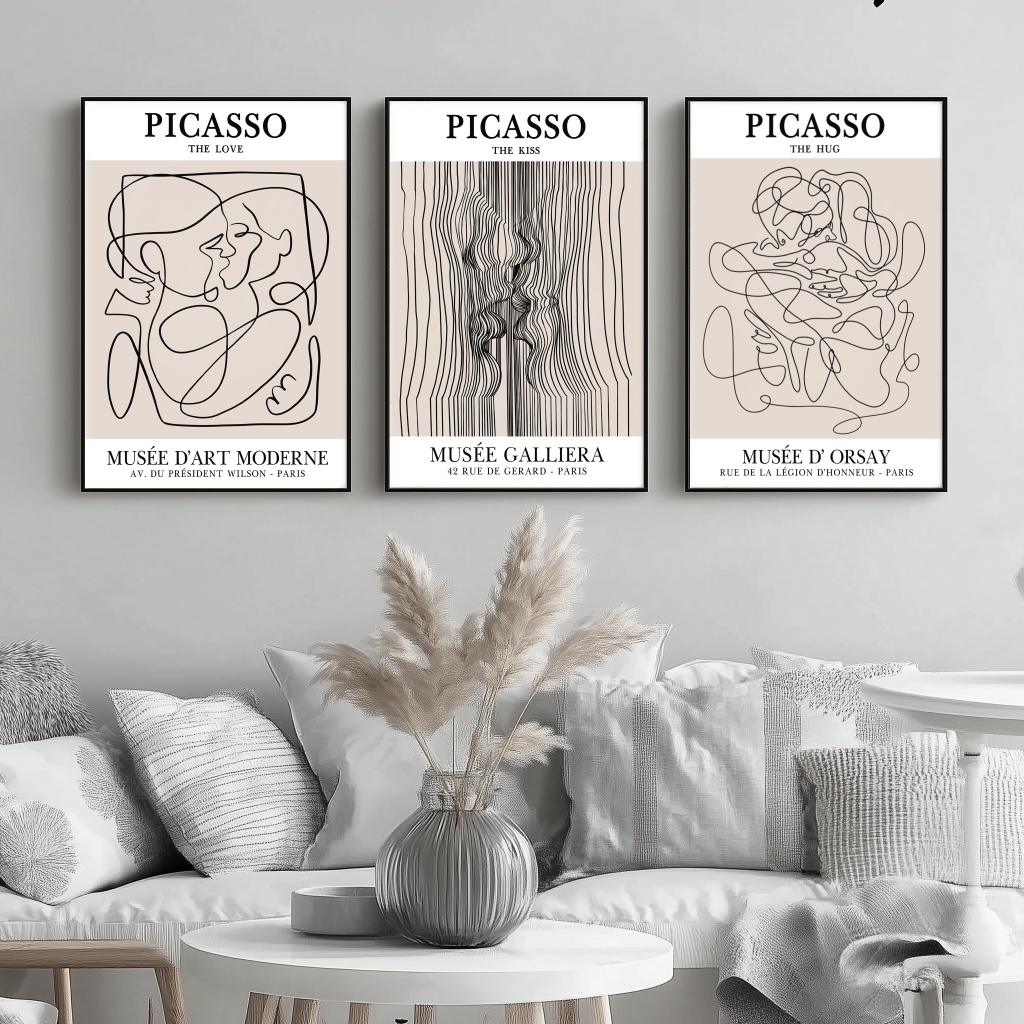 PICASSO
THE LOVE
MUSÉE D'ART MODERNE
AV. DU PRÉSIDENT WILSON - PARIS
PICASSO
THE KISS
MUSÉE GALLIERA
42 RUE DE GERARD - PARIS
PICASSO
THE HUG
MUSÉE D' ORSAY
RUE DE LA LÉGION D'HONNEUR - PARIS